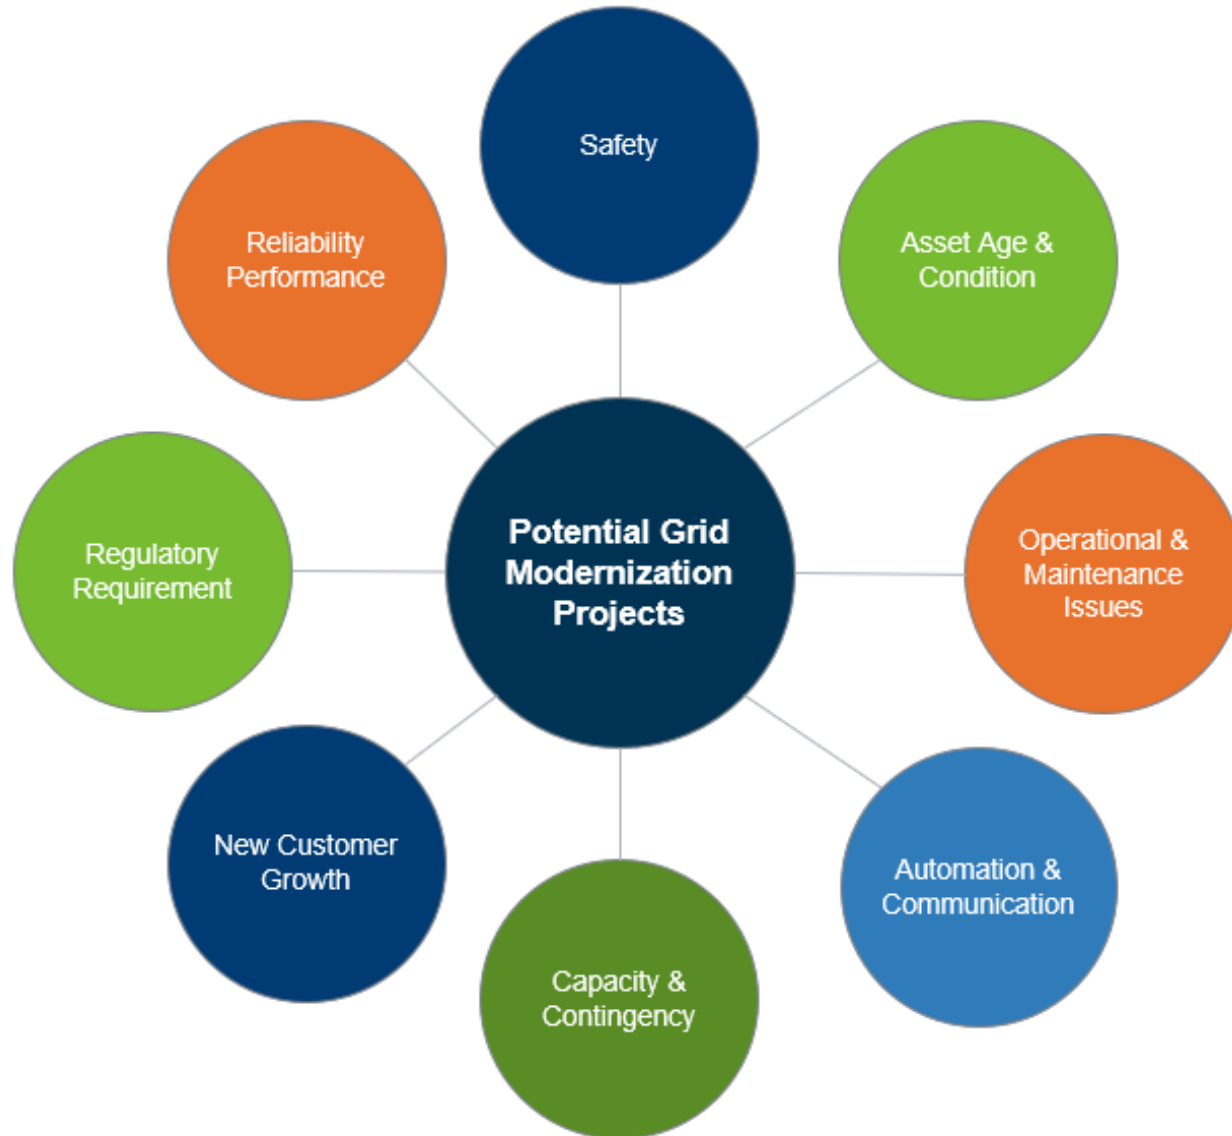 Safety
Reliability
Performance
Asset Age &
Condition
Potential Grid
Modernization
Projects
Regulatory
Requirement
Operational &
Maintenance
Issues
New Customer
Growth
Automation &
Communication
Capacity &
Contingency